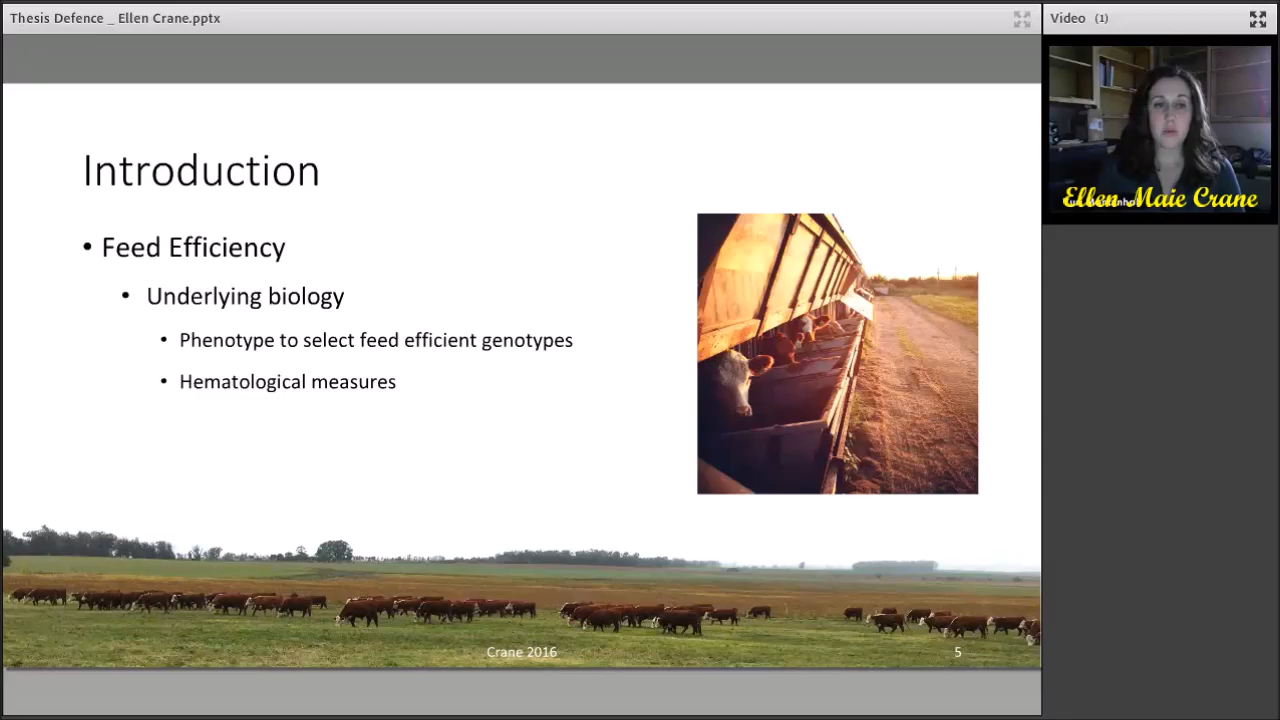 Thesis Defence _ Ellen Crane.pptx
Video (1)
Ellen Maie Crane
Introduction
• Feed Efficiency
• Underlying biology
• Phenotype to select feed efficient genotypes
• Hematological measures
Crane 2016
5